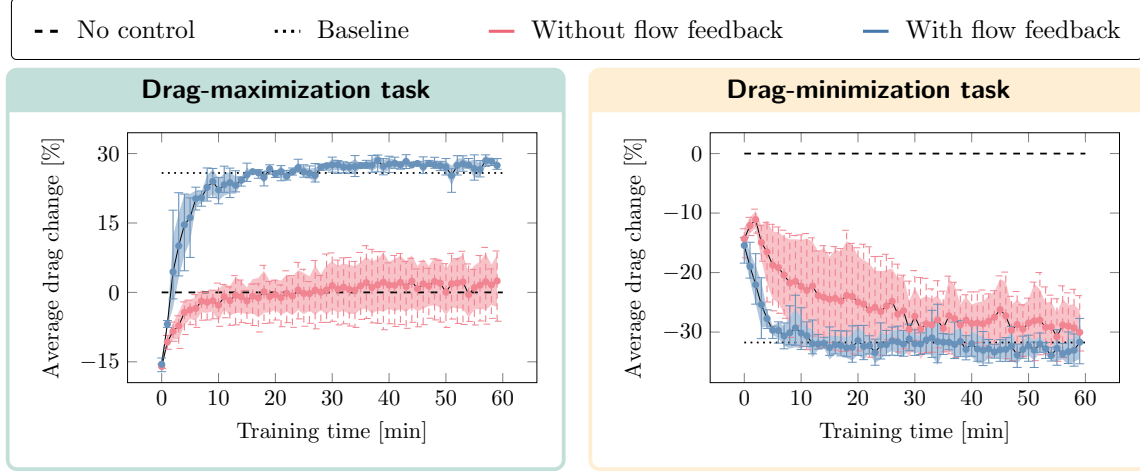 No control Baseline Without flow feedback With flow feedback
Drag-maximization task
Average drag change [%]
30
15
0
−15
0 10 20 30 40 50 60
Training time [min]
Drag-minimization task
Average drag change [%]
0
−10
−20
−30
0 10 20 30 40 50 60
Training time [min]